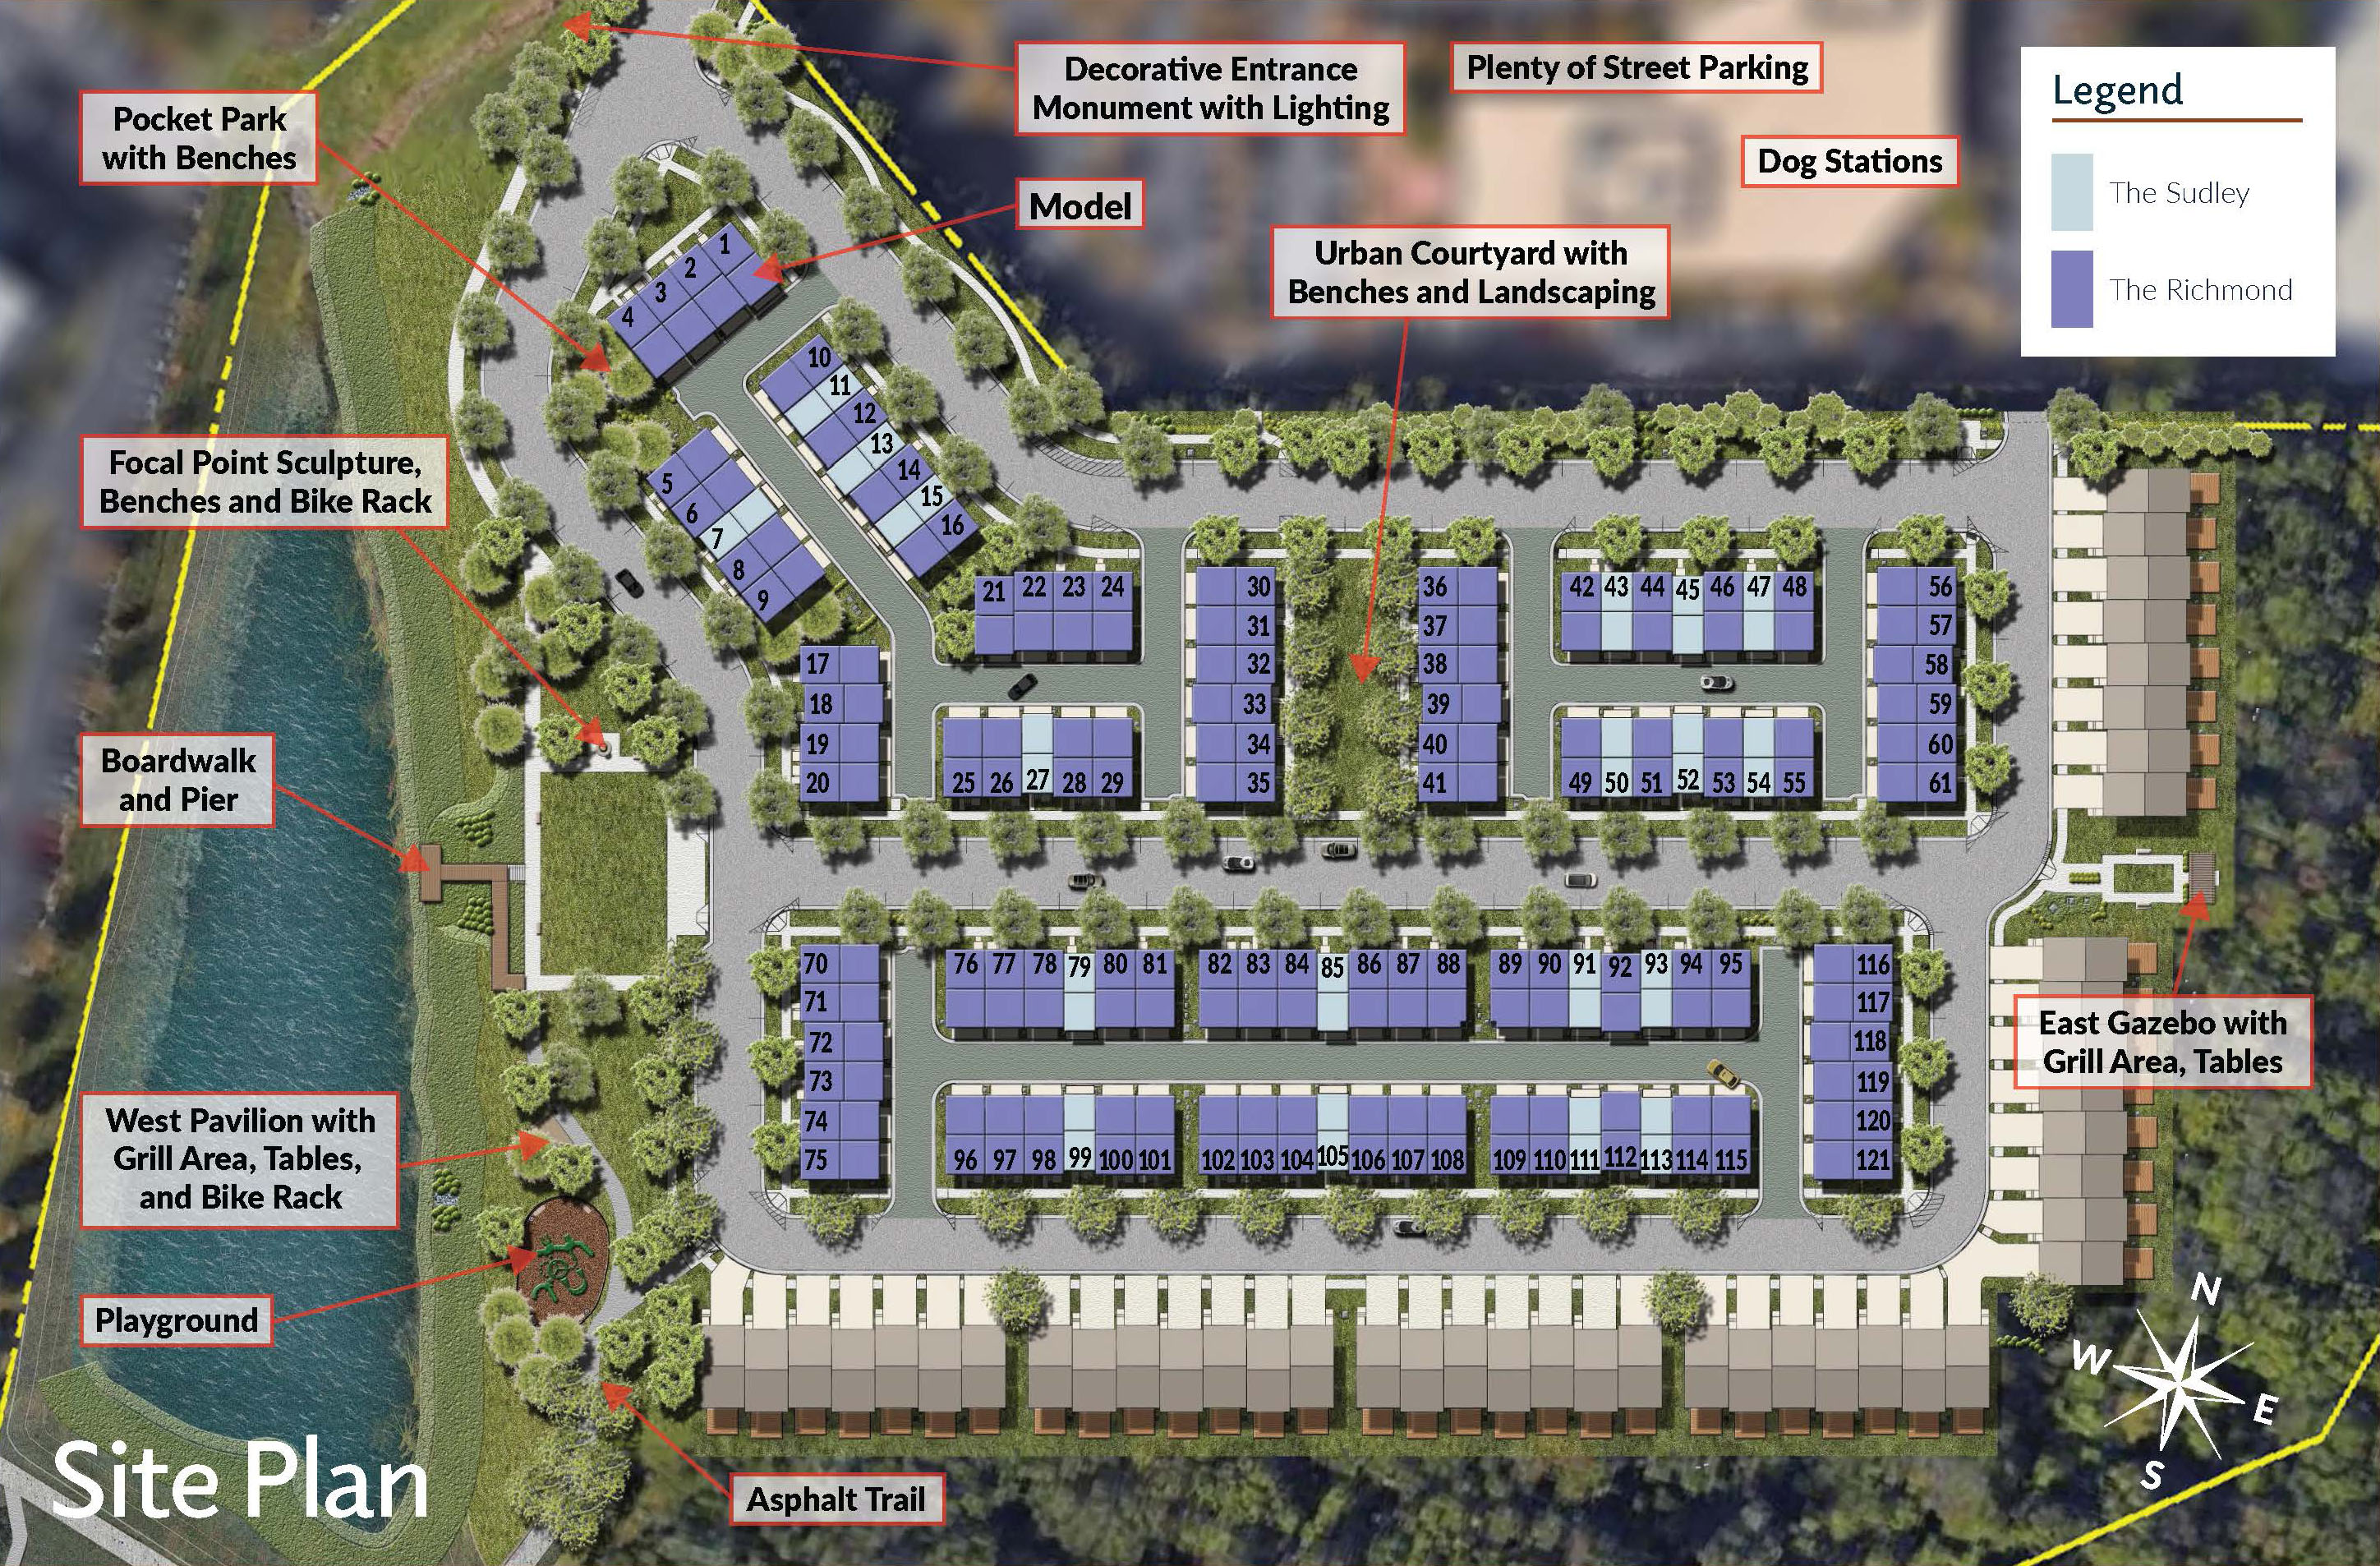 Decorative Entrance
Monument with Lighting
Plenty of Street Parking
Legend
The Sudley
The Richmond
Pocket Park
with Benches
Dog Stations
Model
Urban Courtyard with
Benches and Landscaping
Focal Point Sculpture,
Benches and Bike Rack
Boardwalk
and Pier
West Pavilion with
Grill Area, Tables,
and Bike Rack
Playground
East Gazebo with
Grill Area, Tables
Asphalt Trail
Site Plan
N
W
E
S
1
2
3
4
10
11
12
13
14
15
16
5
6
7
8
9
17
18
19
20
21 22 23 24
25 26 27 28 29
30
31
32
33
34
35
36
37
38
39
40
41
42 43 44 45 46 47 48
49 50 51 52 53 54 55
56
57
58
59
60
61
70
71
72
73
74
75
76 77 78 79 80 81
82 83 84 85 86 87 88
89 90 91 92 93 94 95
96 97 98 99 100 101
102 103 104 105 106 107 108
109 110 111 112 113 114 115
116
117
118
119
120
121